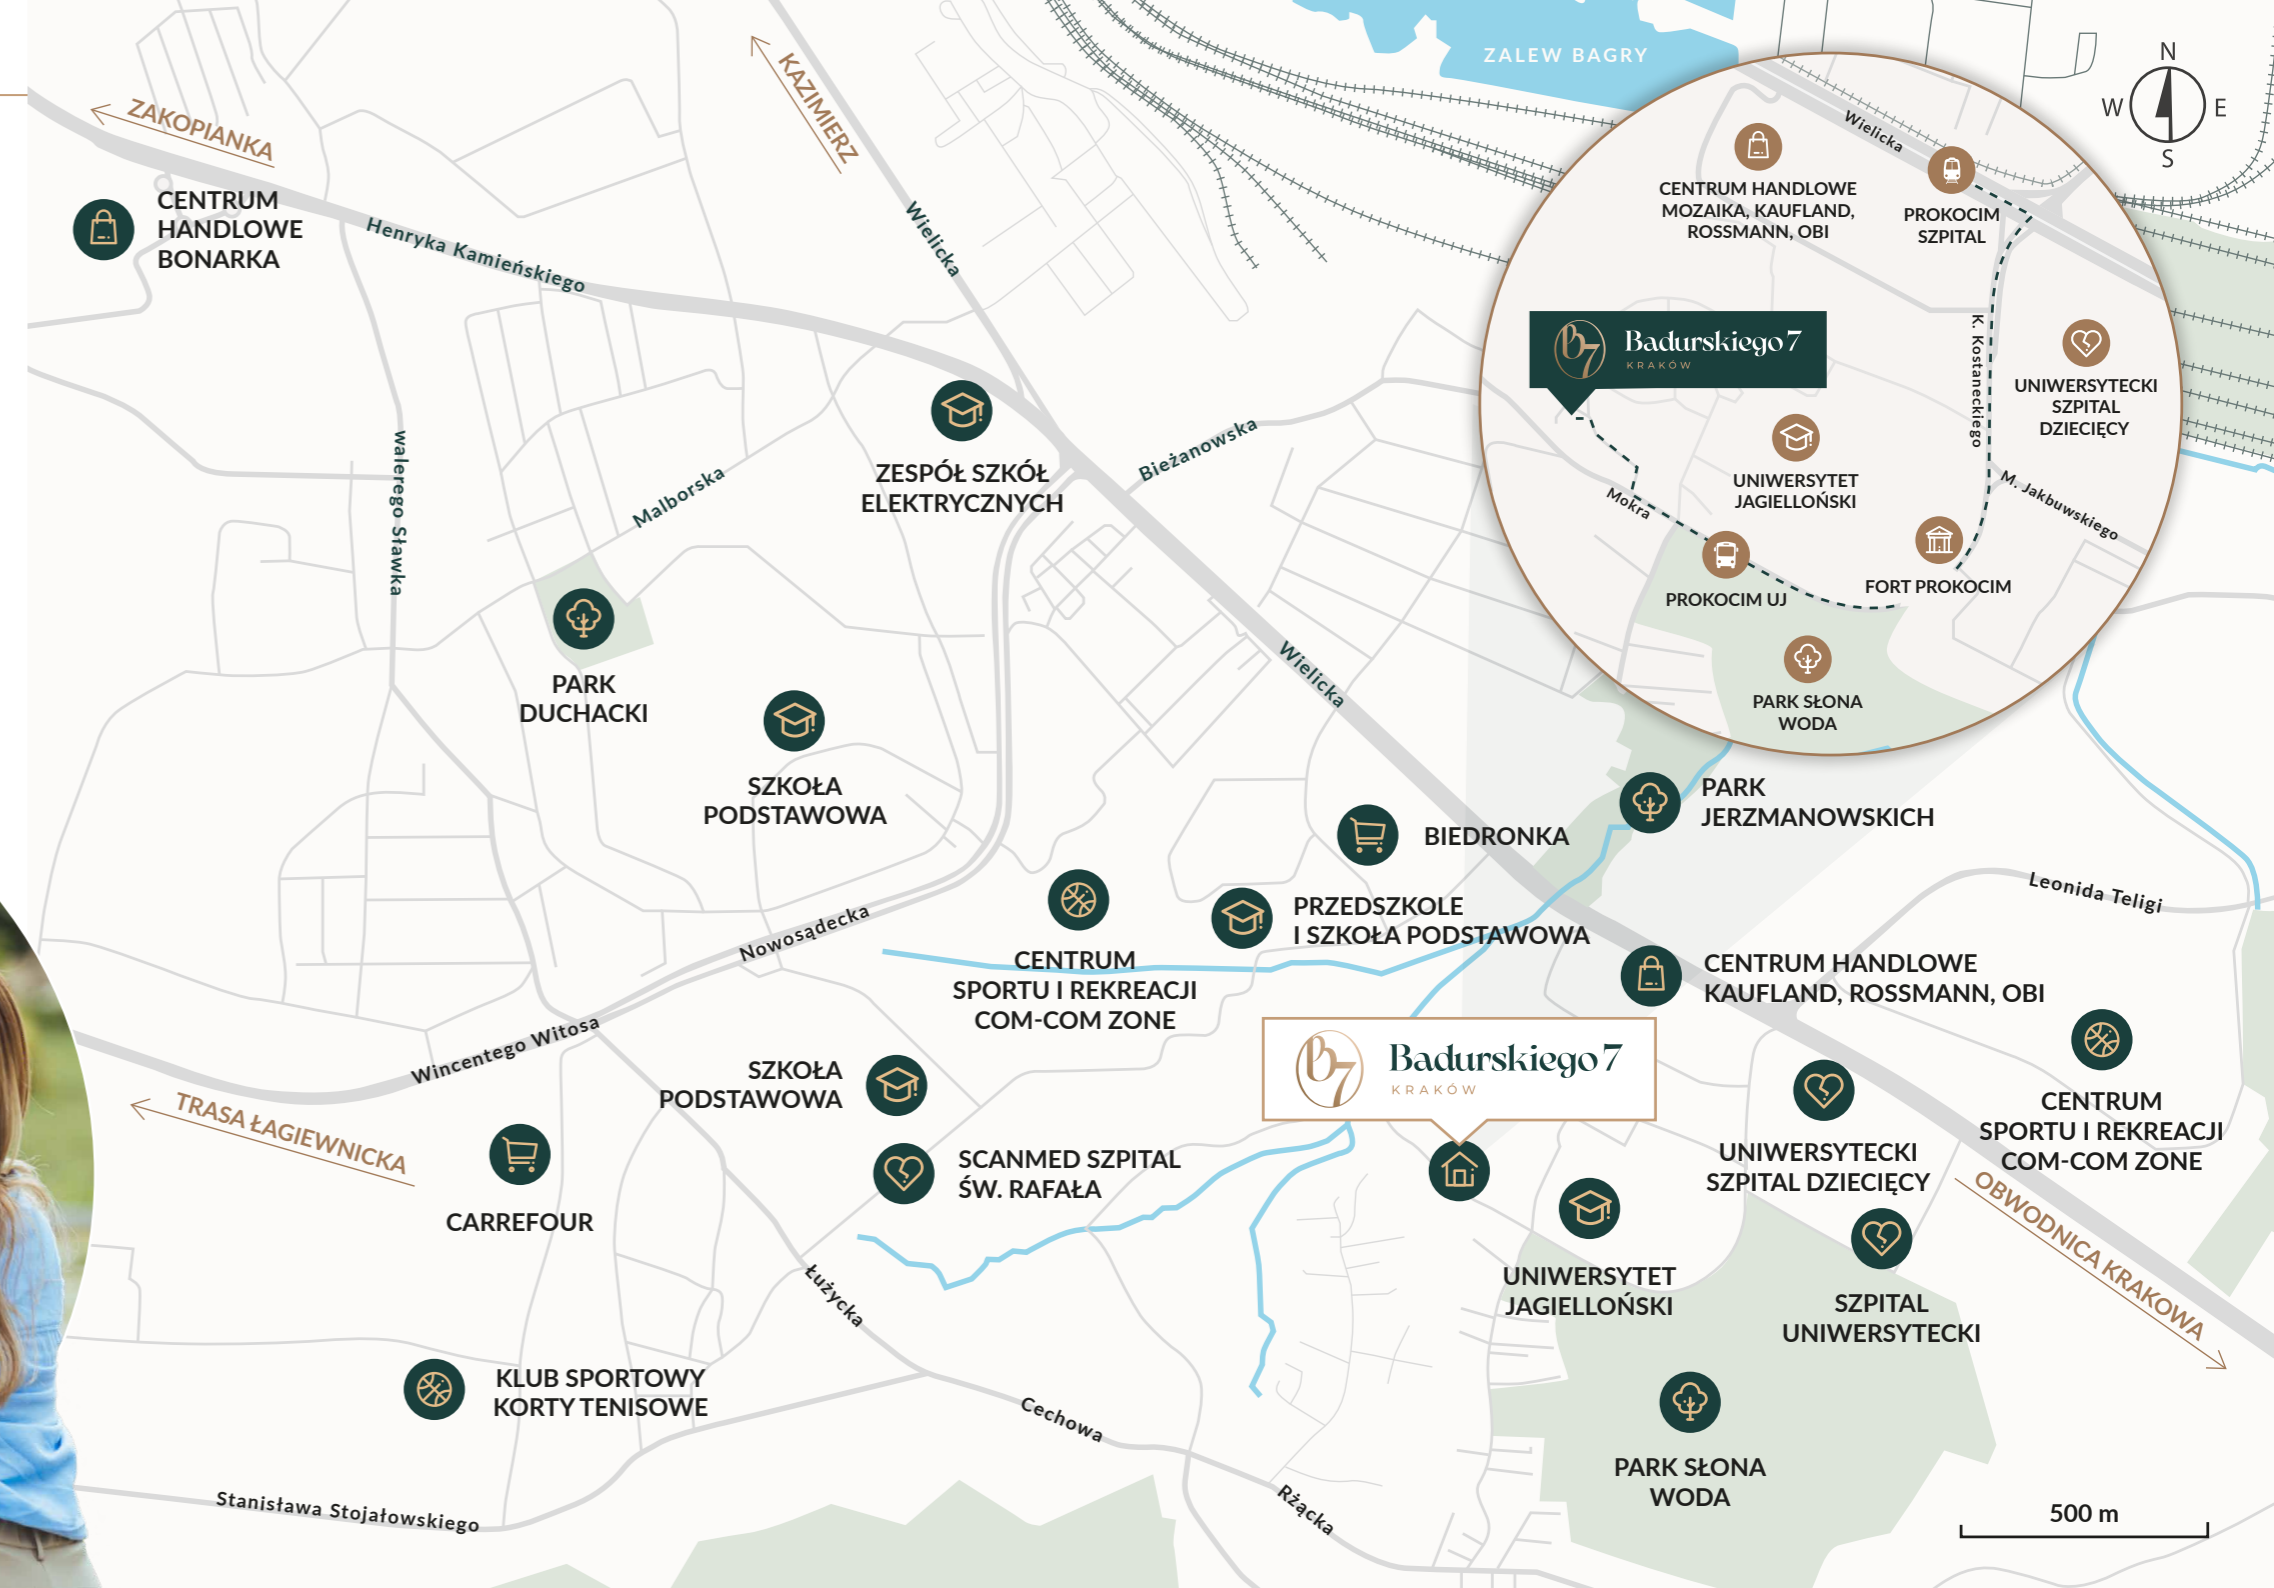 ZALEW BAGRY
N
W
E
S
KAZIMIERZ
ZAKOPIANKA
CENTRUM
HANDLOWE
BONARKA
Henryka Kamieńskiego
Wielicka
Wielicka
CENTRUM HANDLOWE
MOZAIKA, KAUFLAND,
ROSSMANN, OBI
PROKOCIM
SZPITAL
B7
Badurskiego 7
KRAKÓW
K. Kostaneckiego
UNIWERSYTECKI
SZPITAL
DZIECIĘCY
UNIWERSYTET
JAGIELLOŃSKI
Mokra
M. Jakbuwskiego
PROKOCIM UJ
FORT PROKOCIM
PARK SŁONA
WODA
walerego Sławka
Malborska
ZESPÓŁ SZKÓŁ
ELEKTRYCZNYCH
Bieżanowska
PARK
DUCHACKI
Wielicka
SZKOŁA
PODSTAWOWA
PARK
JERZMANOWSKICH
BIEDRONKA
Leonida Teligi
PRZEDSZKOLE
I SZKOŁA PODSTAWOWA
Nowosądecka
CENTRUM
SPORTU I REKREACJI
COM-COM ZONE
CENTRUM HANDLOWE
KAUFLAND, ROSSMANN, OBI
Wincentego Witosa
B7
Badurskiego 7
KRAKÓW
SZKOŁA
PODSTAWOWA
CENTRUM
SPORTU I REKREACJI
COM-COM ZONE
TRASA ŁAGIEWNICKA
UNIWERSYTECKI
SZPITAL DZIECIĘCY
SCANMED SZPITAL
ŚW. RAFAŁA
OBWODNICA KRAKOWA
CARREFOUR
UNIWERSYTET
JAGIELLOŃSKI
Łużycka
SZPITAL
UNIWERSYTECKI
KLUB SPORTOWY
KORTY TENISOWE
Cechowa
PARK SŁONA
WODA
Stanisława Stojałowskiego
Rżącka
500 m